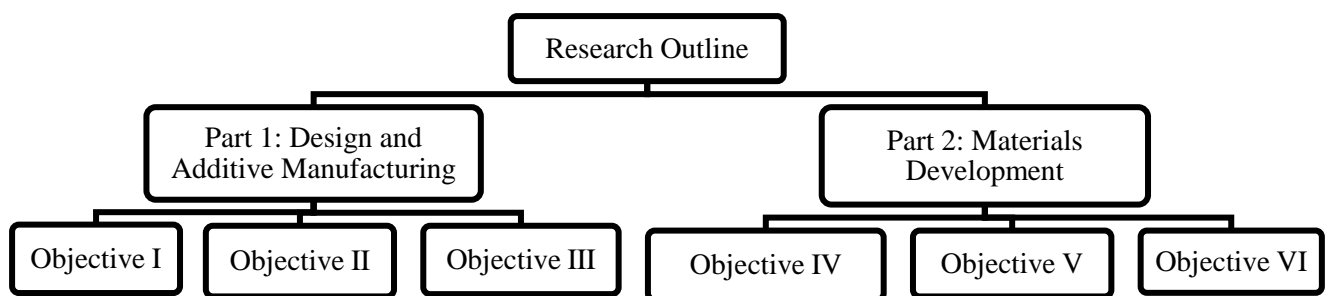 Research Outline
Part 1: Design and
Additive Manufacturing
Part 2: Materials
Development
Objective I
Objective II
Objective III
Objective IV
Objective V
Objective VI